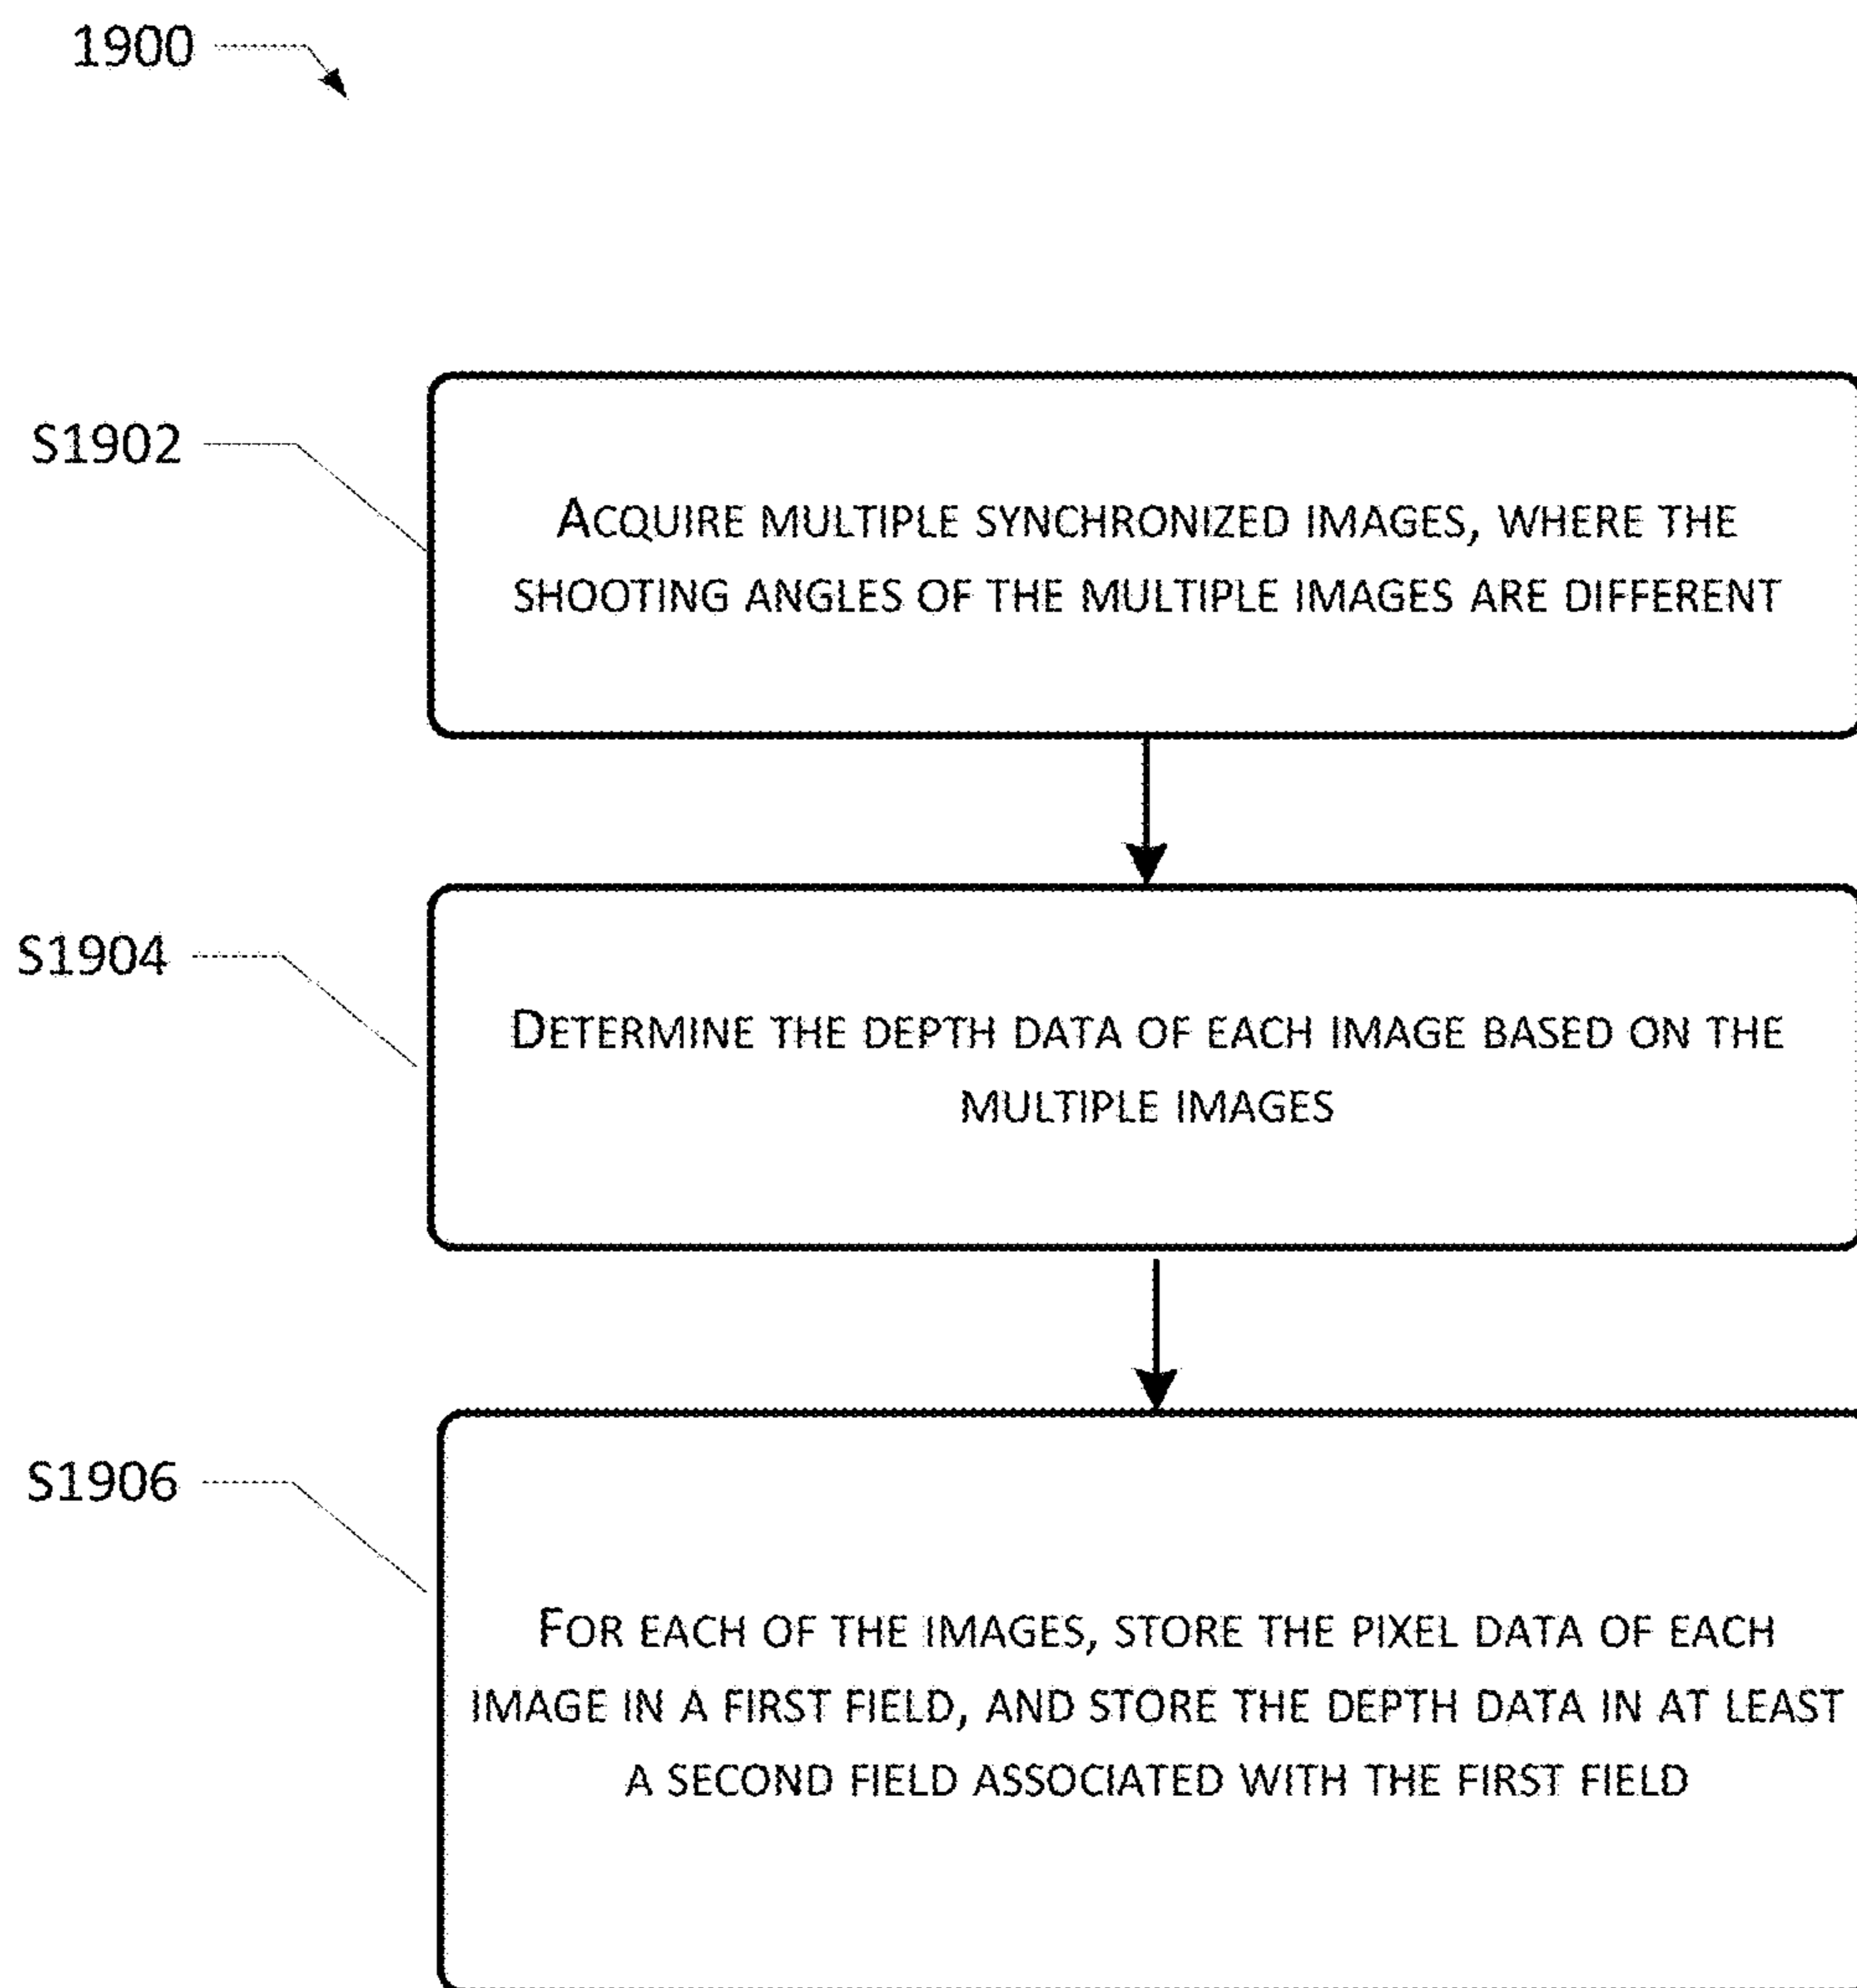 1900
S1902
ACQUIRE MULTIPLE SYNCHRONIZED IMAGES, WHERE THE
SHOOTING ANGLES OF THE MULTIPLE IMAGES ARE DIFFERENT
S1904
DETERMINE THE DEPTH DATA OF EACH IMAGE BASED ON THE
MULTIPLE IMAGES
S1906
FOR EACH OF THE IMAGES, STORE THE PIXEL DATA OF EACH
IMAGE IN A FIRST FIELD, AND STORE THE DEPTH DATA IN AT LEAST
A SECOND FIELD ASSOCIATED WITH THE FIRST FIELD